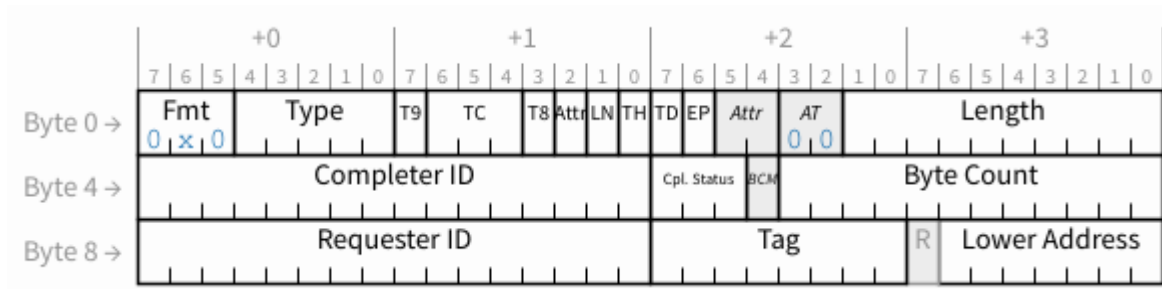 +0 +1 +2 +3
7 6 5 4 3 2 1 0 7 6 5 4 3 2 1 0 7 6 5 4 3 2 1 0 7 6 5 4 3 2 1 0
Byte 0 → Fmt Type T9 TC T8 Attr LN TH TD EP Attr AT Length
0 x 0 0 0
Byte 4 → Completer ID Cpl. Status BCM Byte Count
Byte 8 → Requester ID Tag R Lower Address